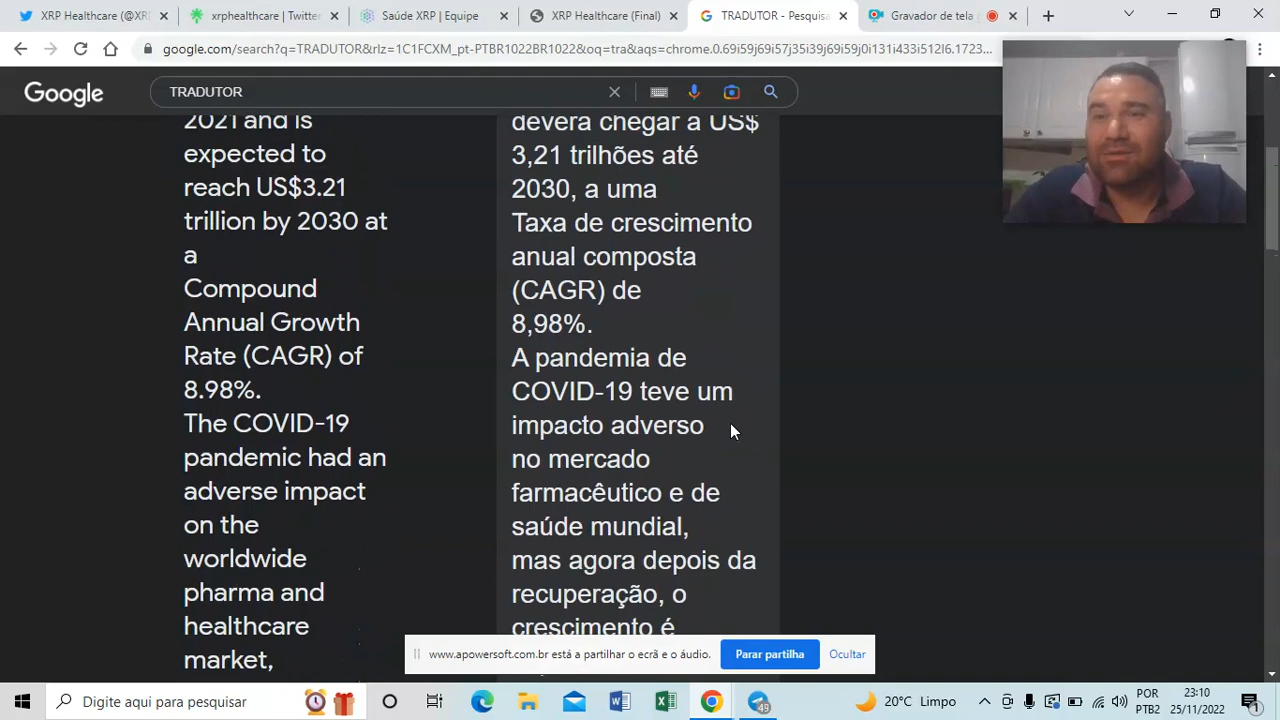 XRP Healthcare (@XRI
xrphealthcare | Twitter
Saúde XRP | Equipe
XRP Healthcare (Final)
TRADUTOR - Pesquisa
Gravador de tela
google.com/search?q=TRADUTOR&rlz=1C1FCXM_pt-PTBR1022BR1022&oq=tra&aqs=chrome.0.69i59j69i57j35i39j69i59j0i131i433i512l6.1723...
Google
TRADUTOR
2021 and is
expected to
reach US$3.21
trillion by 2030 at
a
Compound
Annual Growth
Rate (CAGR) of
8.98%.
The COVID-19
pandemic had an
adverse impact
on the
worldwide
pharma and
healthcare
market,
deverá chegar a US$
3,21 trilhões até
2030, a uma
Taxa de crescimento
anual composta
(CAGR) de
8,98%.
A pandemia de
COVID-19 teve um
impacto adverso
no mercado
farmacêutico e de
saúde mundial,
mas agora depois da
recuperação, o
crescimento é
www.apowersoft.com.br está a partilhar o ecrã e o áudio.
Parar partilha
Ocultar
Digite aqui para pesquisar
49
20°C Limpo
POR
PTB2
23:10
25/11/2022
1